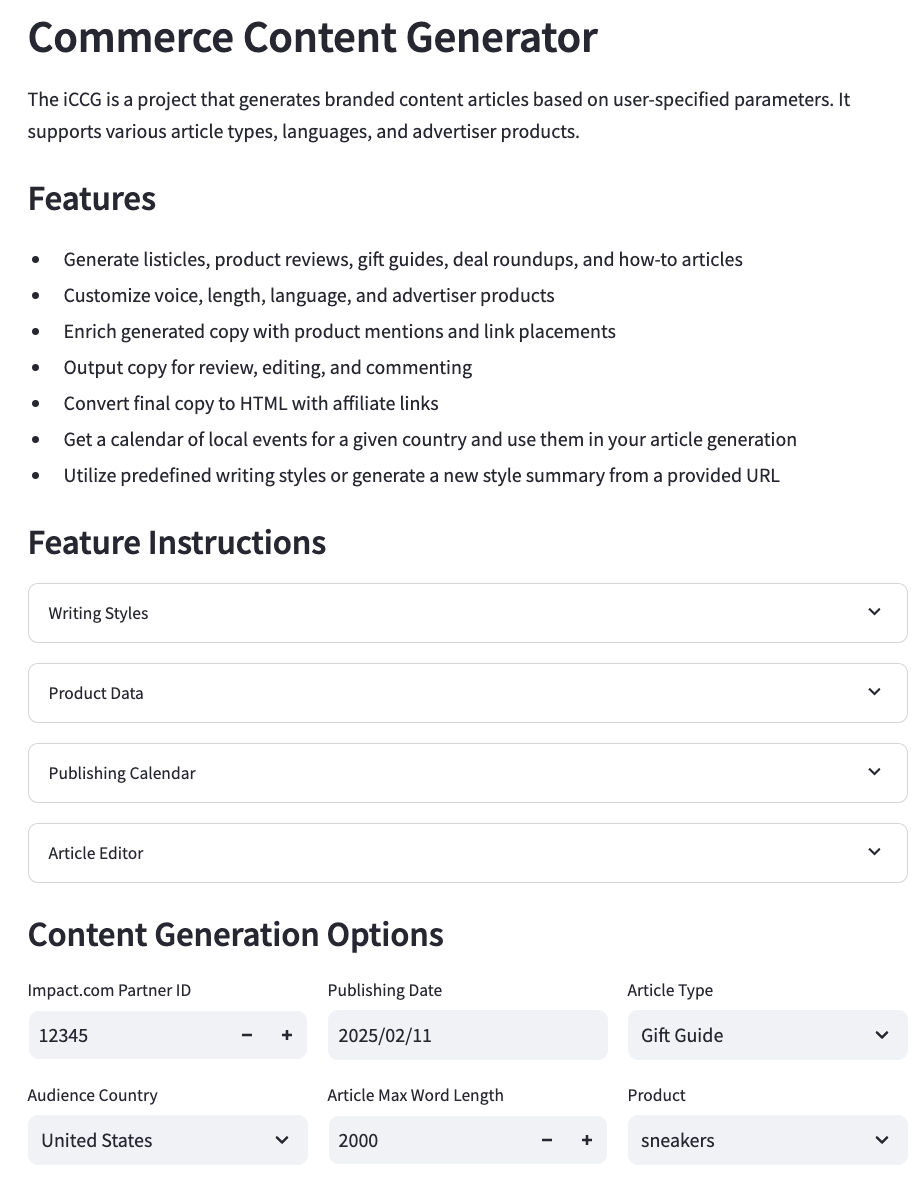 Commerce Content Generator
The iCCG is a project that generates branded content articles based on user-specified parameters. It
supports various article types, languages, and advertiser products.
Features
• Generate listicles, product reviews, gift guides, deal roundups, and how-to articles
• Customize voice, length, language, and advertiser products
• Enrich generated copy with product mentions and link placements
• Output copy for review, editing, and commenting
• Convert final copy to HTML with affiliate links
• Get a calendar of local events for a given country and use them in your article generation
• Utilize predefined writing styles or generate a new style summary from a provided URL
Feature Instructions
Writing Styles
Product Data
Publishing Calendar
Article Editor
Content Generation Options
Impact.com Partner ID
12345 − +
Publishing Date
2025/02/11
Article Type
Gift Guide
Audience Country
United States
Article Max Word Length
2000 − +
Product
sneakers